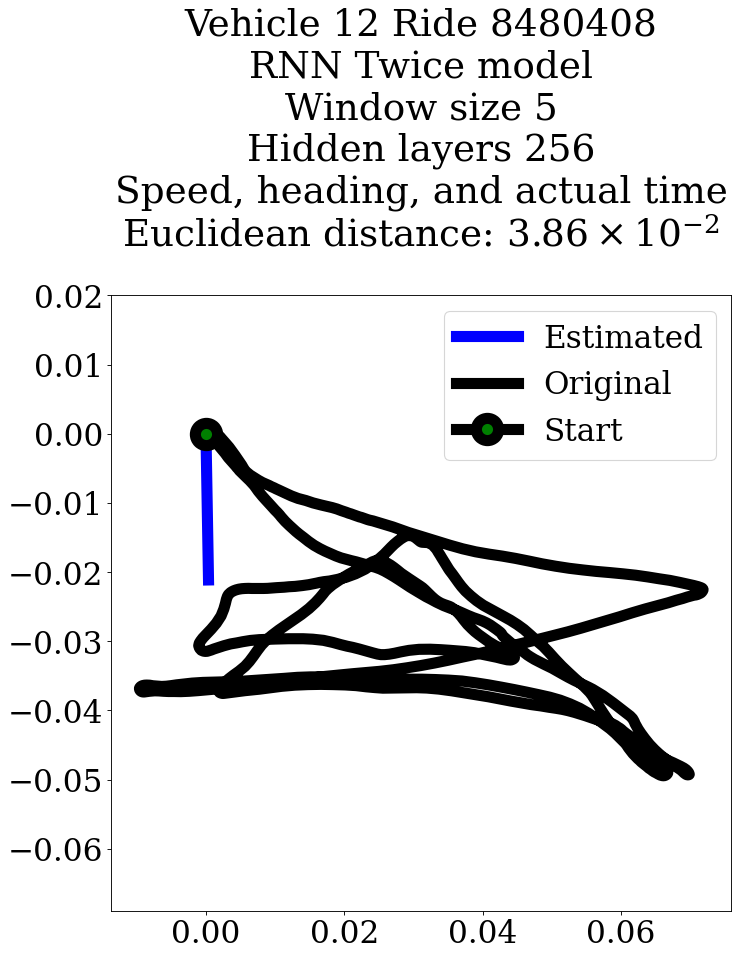 Vehicle 12 Ride 8480408
RNN Twice model
Window size 5
Hidden layers 256
Speed, heading, and actual time
Euclidean distance: 3.86 × 10⁻²
0.02
0.01
0.00
−0.01
−0.02
−0.03
−0.04
−0.05
−0.06
Estimated
Original
Start
0.00 0.02 0.04 0.06